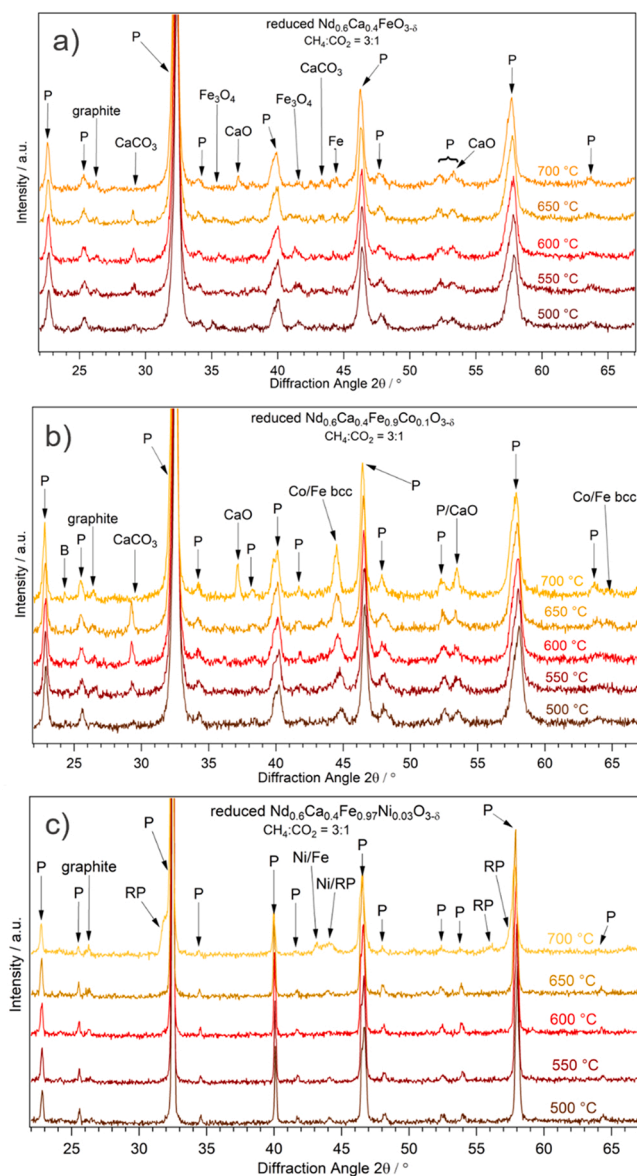 a)
reduced Nd0.6Ca0.4FeO3-δ
CH4:CO2 = 3:1
P
P
graphite
P
CaCO3
P
Fe3O4
CaO
P
Fe3O4
CaCO3
Fe
P
P
P
CaO
P
P
700 °C
650 °C
600 °C
550 °C
500 °C
Intensity / a.u.
25 30 35 40 45 50 55 60 65
Diffraction Angle 2θ / °
b)
reduced Nd0.6Ca0.4Fe0.9Co0.1O3-δ
CH4:CO2 = 3:1
P
P
B
P
graphite
CaCO3
P
CaO
P
P
P
Co/Fe bcc
P
P
P
P/CaO
P
P
Co/Fe bcc
700 °C
650 °C
600 °C
550 °C
500 °C
Intensity / a.u.
25 30 35 40 45 50 55 60 65
Diffraction Angle 2θ / °
c)
reduced Nd0.6Ca0.4Fe0.97Ni0.03O3-δ
CH4:CO2 = 3:1
P
P
P
graphite
RP
P
P
P
Ni/Fe
Ni/RP
P
P
P
P
RP
RP
P
P
700 °C
650 °C
600 °C
550 °C
500 °C
Intensity / a.u.
25 30 35 40 45 50 55 60 65
Diffraction Angle 2θ / °